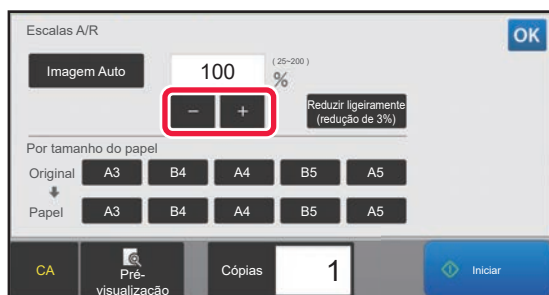 Escalas A/R
OK
Imagem Auto
100
(25~200)
%
− +
Reduzir ligeiramente
(redução de 3%)
Por tamanho do papel
Original A3 B4 A4 B5 A5
Papel A3 B4 A4 B5 A5
CA
Pré-
visualização
Cópias
1
Iniciar